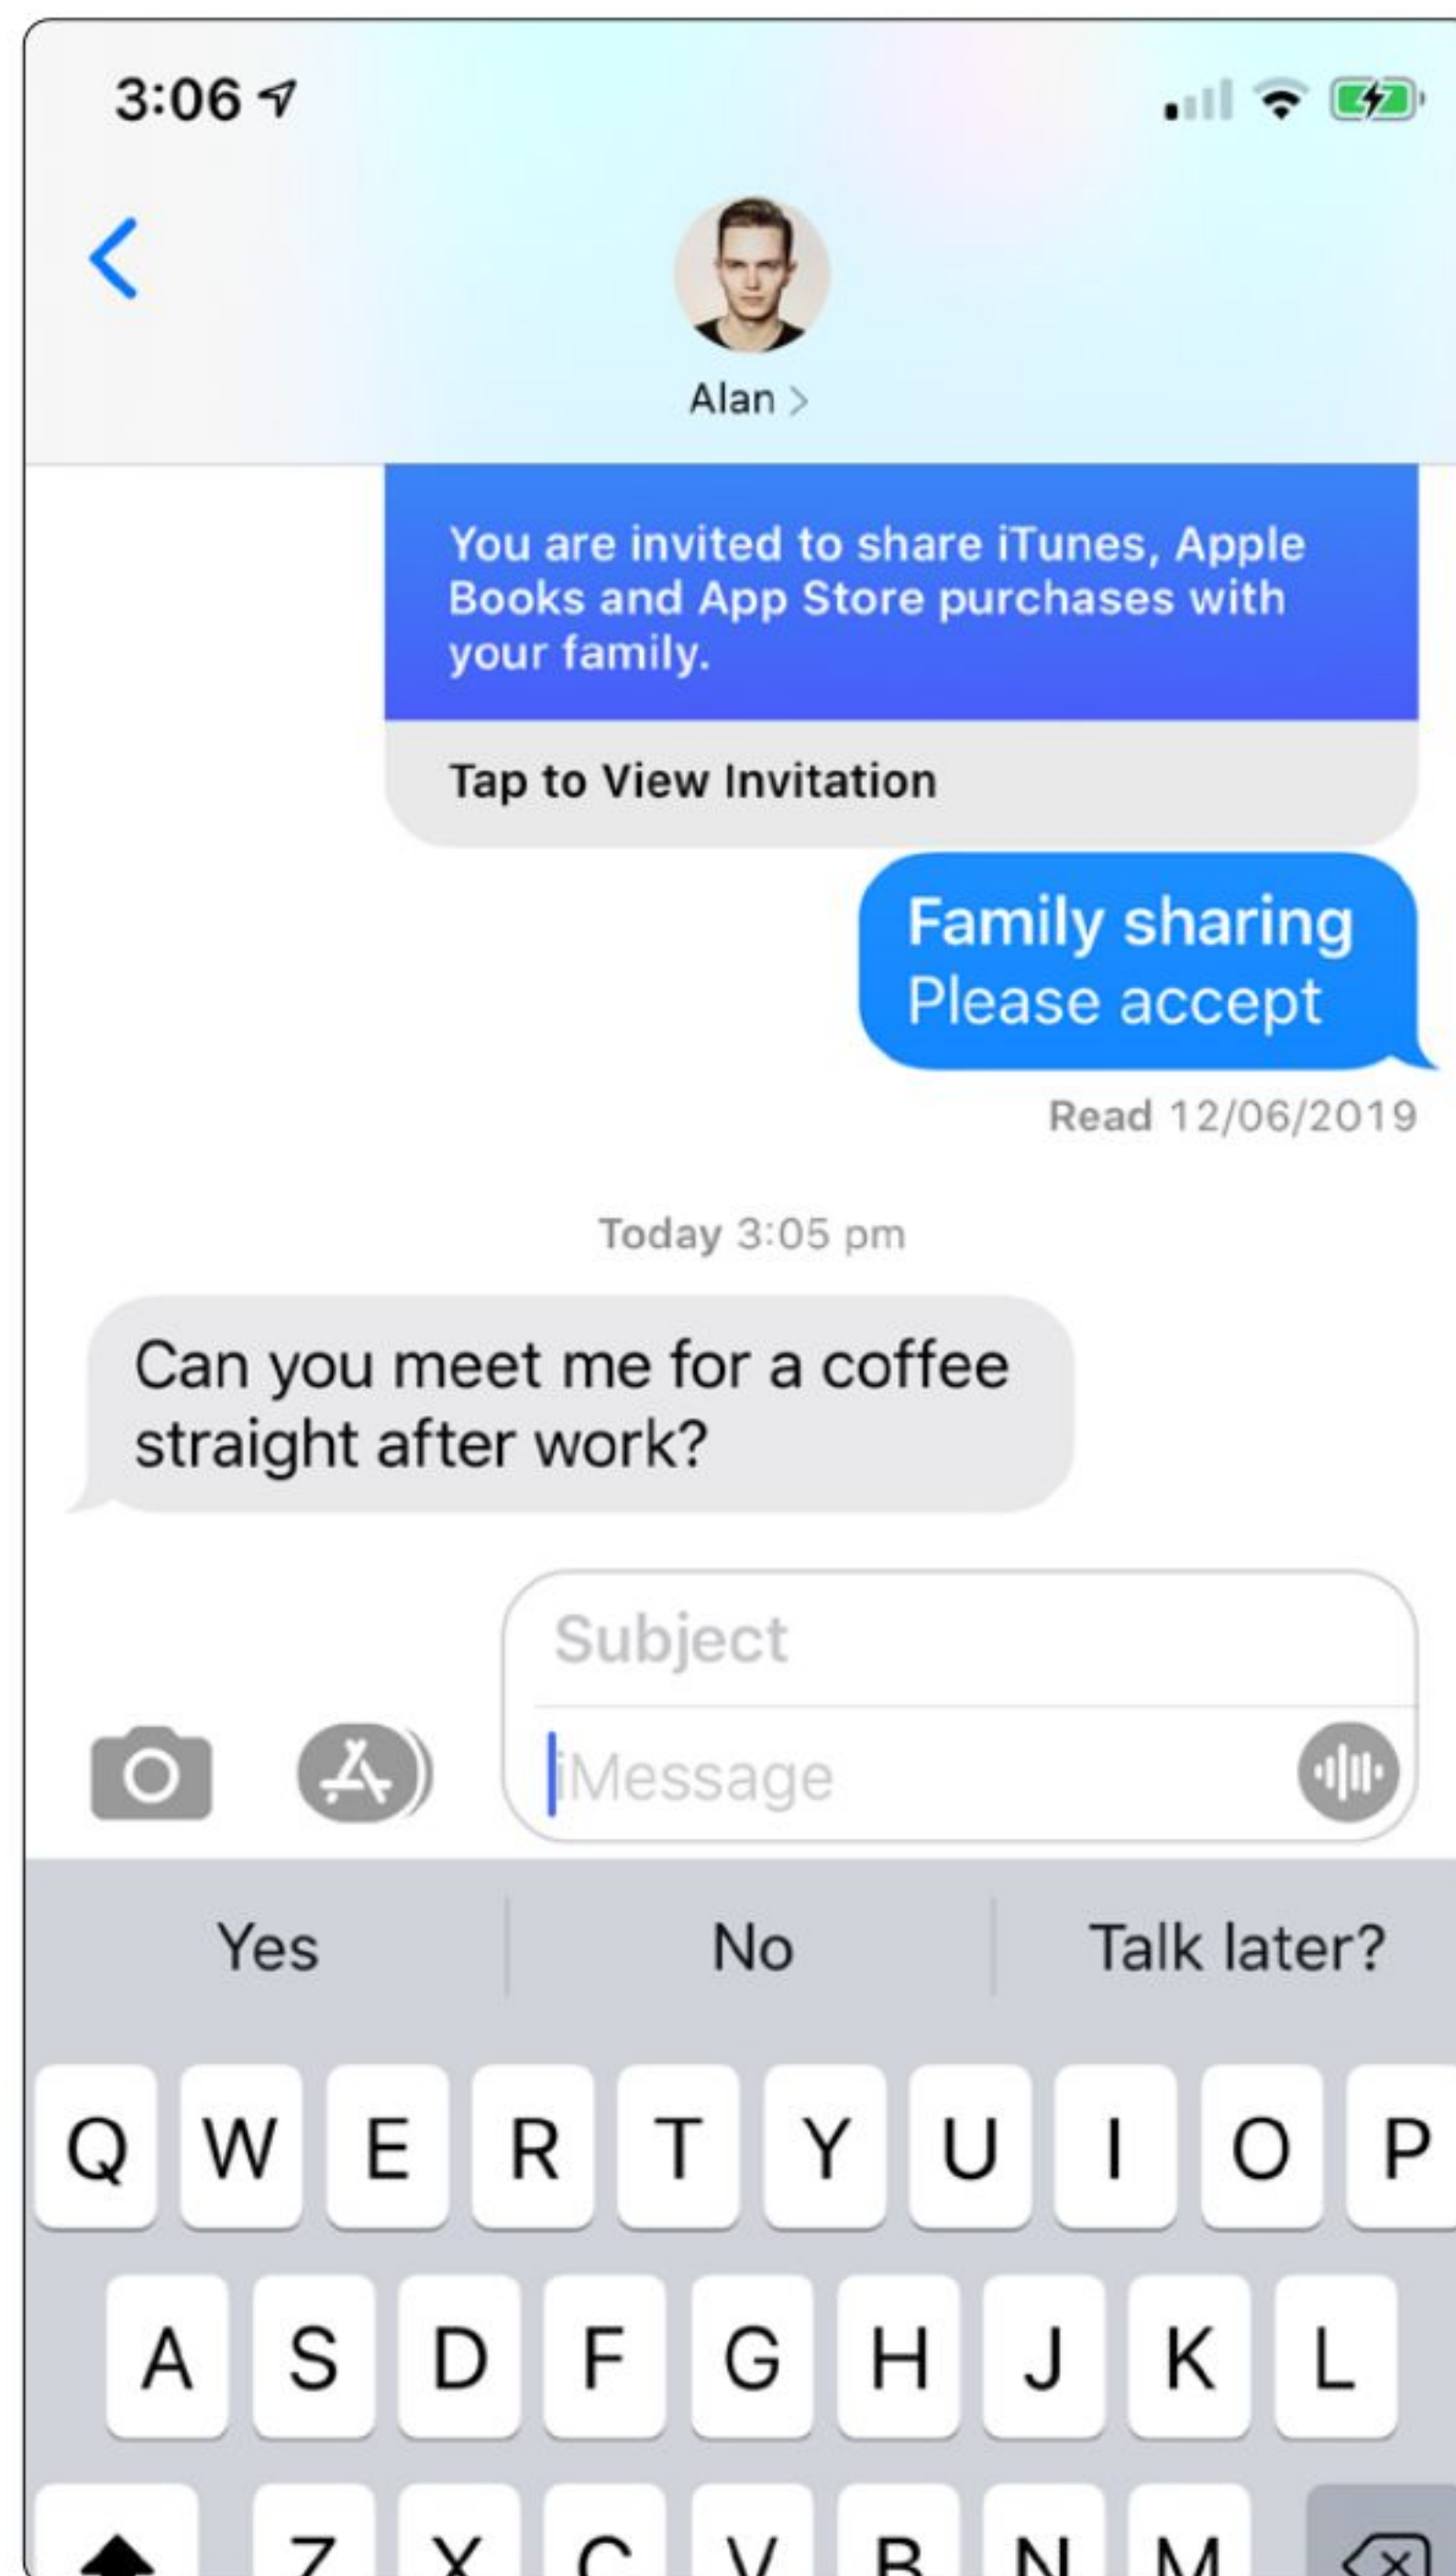 3:06
Alan
You are invited to share iTunes, Apple
Books and App Store purchases with
your family.
Tap to View Invitation
Family sharing
Please accept
Read 12/06/2019
Today 3:05 pm
Can you meet me for a coffee
straight after work?
Subject
iMessage
Yes No Talk later?
Q W E R T Y U I O P
A S D F G H J K L
Z X C V B N M